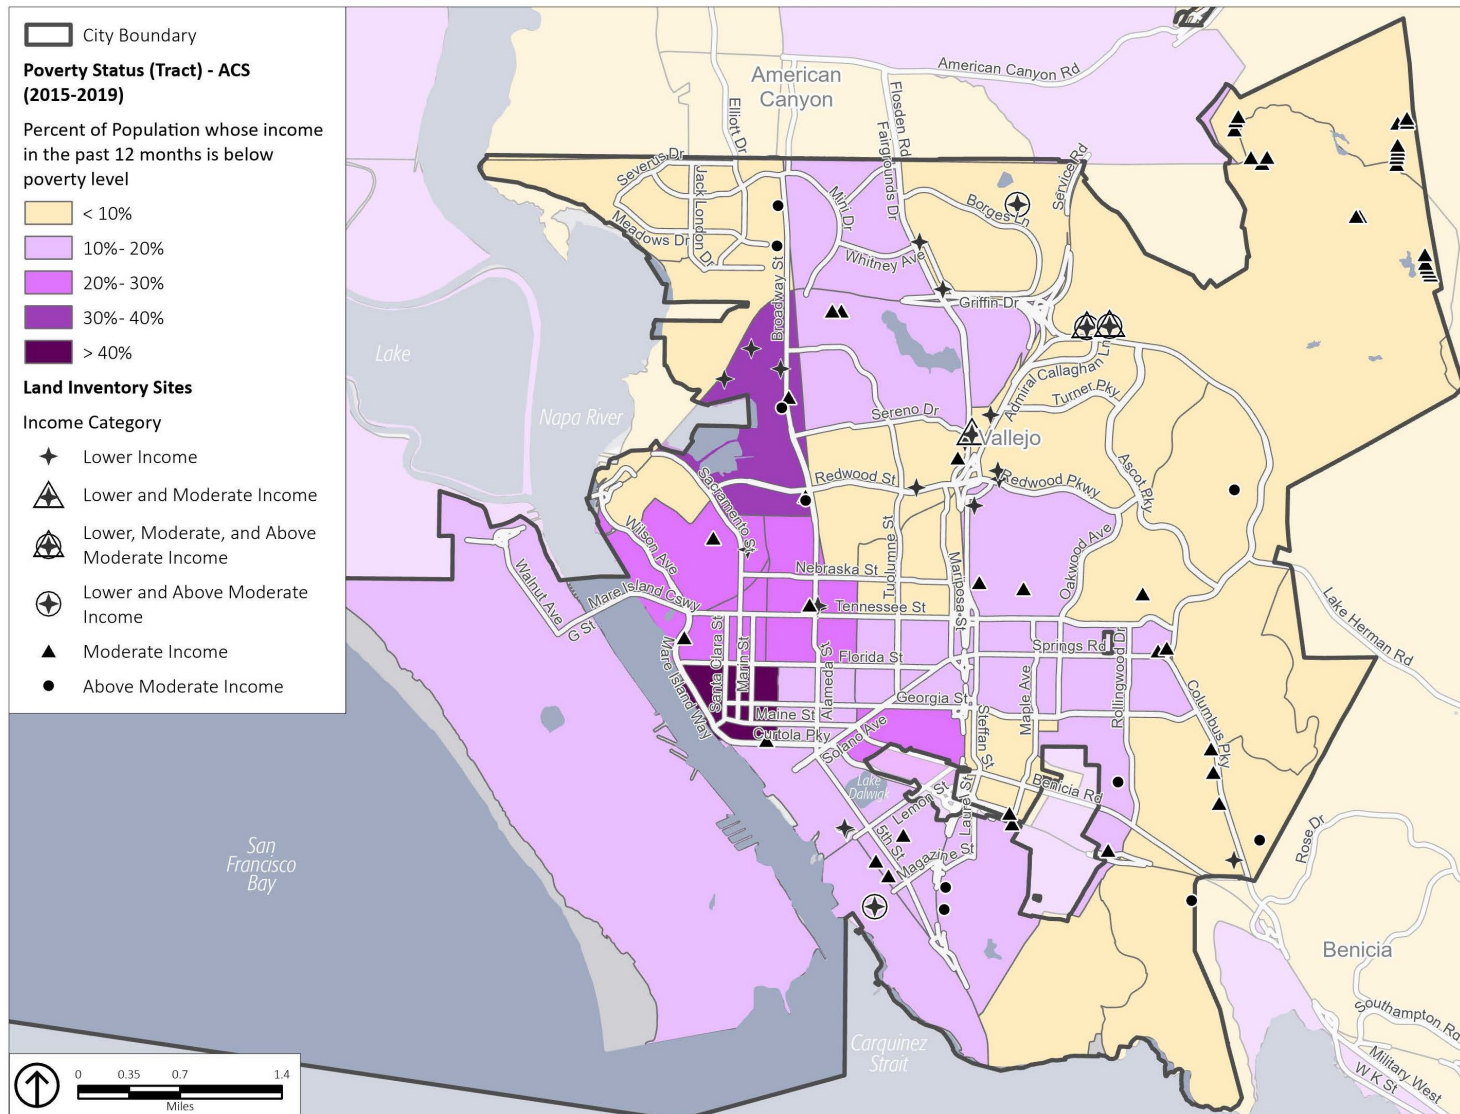 City Boundary
Poverty Status (Tract) - ACS
(2015-2019)
Percent of Population whose income
in the past 12 months is below
poverty level
< 10%
10%- 20%
20%- 30%
30%- 40%
> 40%
Land Inventory Sites
Income Category
Lower Income
Lower and Moderate Income
Lower, Moderate, and Above
Moderate Income
Lower and Above Moderate
Income
Moderate Income
Above Moderate Income
American
Canyon
American Canyon Rd
Elliott Dr
Flosden Rd
Fairgrounds Dr
Service Rd
Severus Dr
Jack London Dr
Meadows Dr
Mini Dr
Borges Ln
Whitney Ave
Broadway St
Griffin Dr
Lake
Napa River
Admiral Callaghan Ln
Turner Pky
Sereno Dr
Vallejo
Ascot Pky
Redwood St
Redwood Pkwy
Sacramento St
Wilson Ave
Tuolumne St
Mariposa St
Oakwood Ave
Walnut Ave
G St
Mare Island Cswy
Nebraska St
Tennessee St
Lake Herman Rd
Santa Clara St
Marin St
Alameda St
Florida St
Springs Rd
Rollingwood Dr
Mare Island Way
Georgia St
Maine St
Curtola Pky
Solano Ave
Steffan St
Maple Ave
Columbus Pky
Lake
Dalwigk
Lemon St
Laurel St
Benicia Rd
5th St
Magazine St
Rose Dr
San
Francisco
Bay
Benicia
Southampton Rd
Military West
W K St
Carquinez
Strait
0 0.35 0.7 1.4
Miles